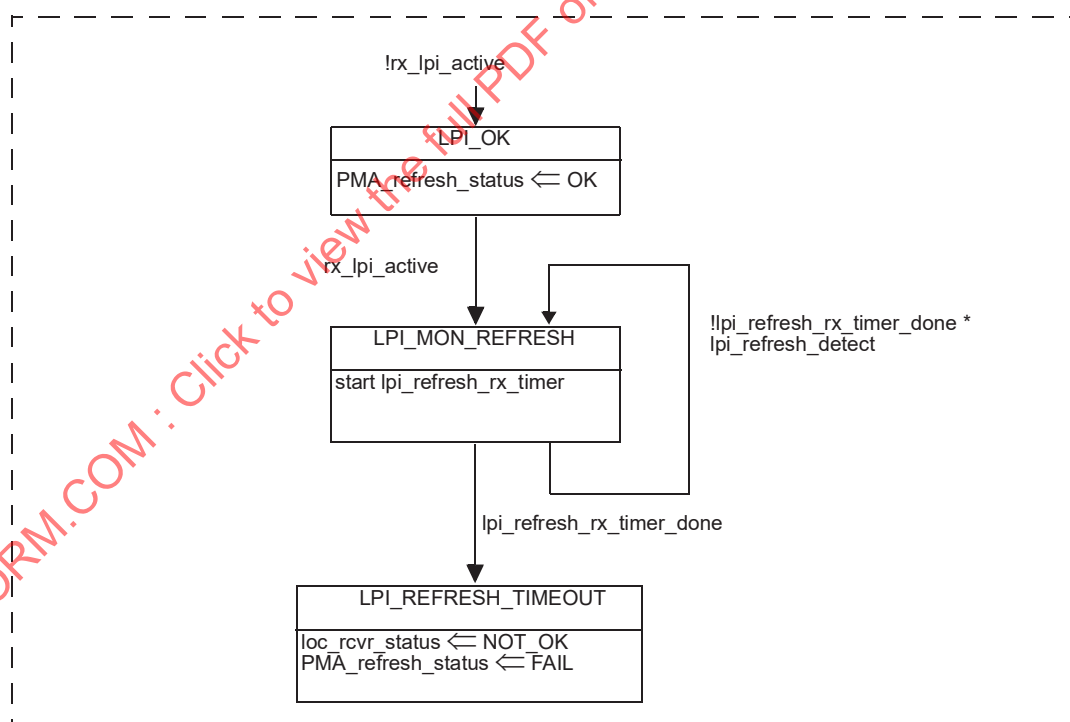 !rx_lpi_active
LPI_OK
PMA_refresh_status ⇐ OK
rx_lpi_active
LPI_MON_REFRESH
start lpi_refresh_rx_timer
!lpi_refresh_rx_timer_done *
lpi_refresh_detect
lpi_refresh_rx_timer_done
LPI_REFRESH_TIMEOUT
loc_rcvr_status ⇐ NOT_OK
PMA_refresh_status ⇐ FAIL
ORM.COM : Click to view the full PDF of